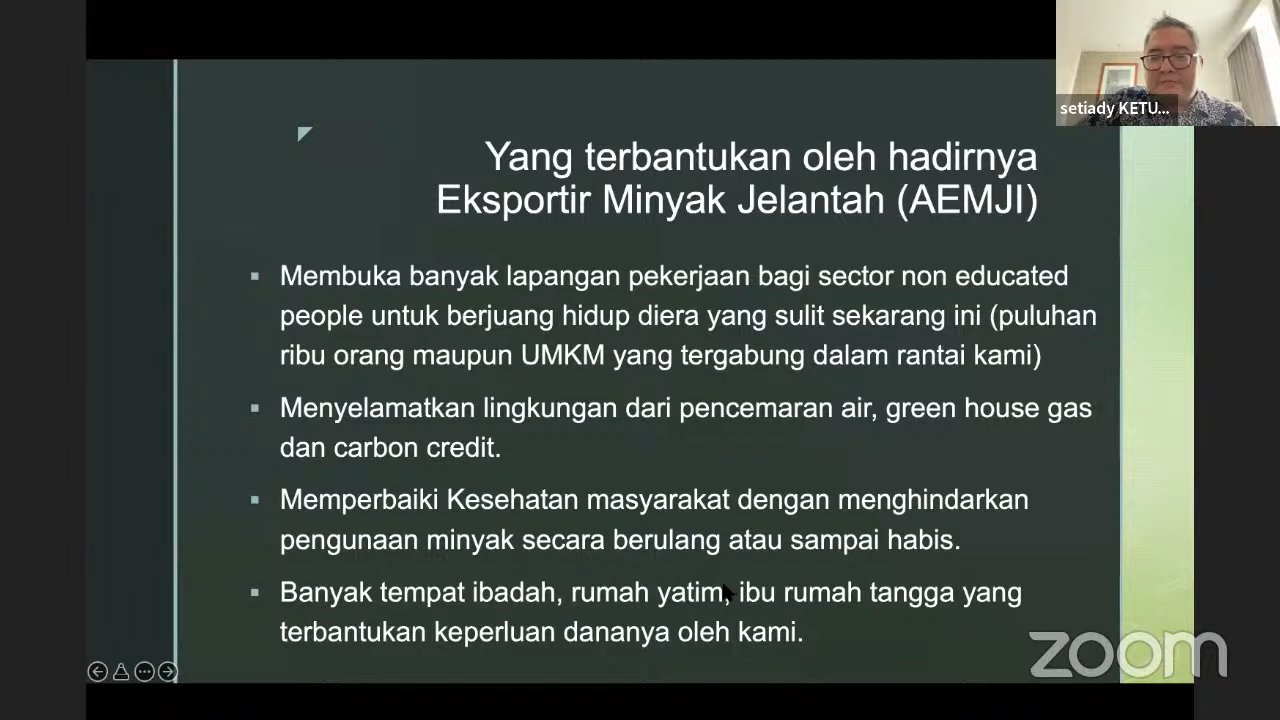 setiady KETU...
Yang terbantukan oleh hadirnya
Eksportir Minyak Jelantah (AEMJI)
▪ Membuka banyak lapangan pekerjaan bagi sector non educated
people untuk berjuang hidup diera yang sulit sekarang ini (puluhan
ribu orang maupun UMKM yang tergabung dalam rantai kami)
▪ Menyelamatkan lingkungan dari pencemaran air, green house gas
dan carbon credit.
▪ Memperbaiki Kesehatan masyarakat dengan menghindarkan
pengunaan minyak secara berulang atau sampai habis.
▪ Banyak tempat ibadah, rumah yatim, ibu rumah tangga yang
terbantukan keperluan dananya oleh kami.
zoom